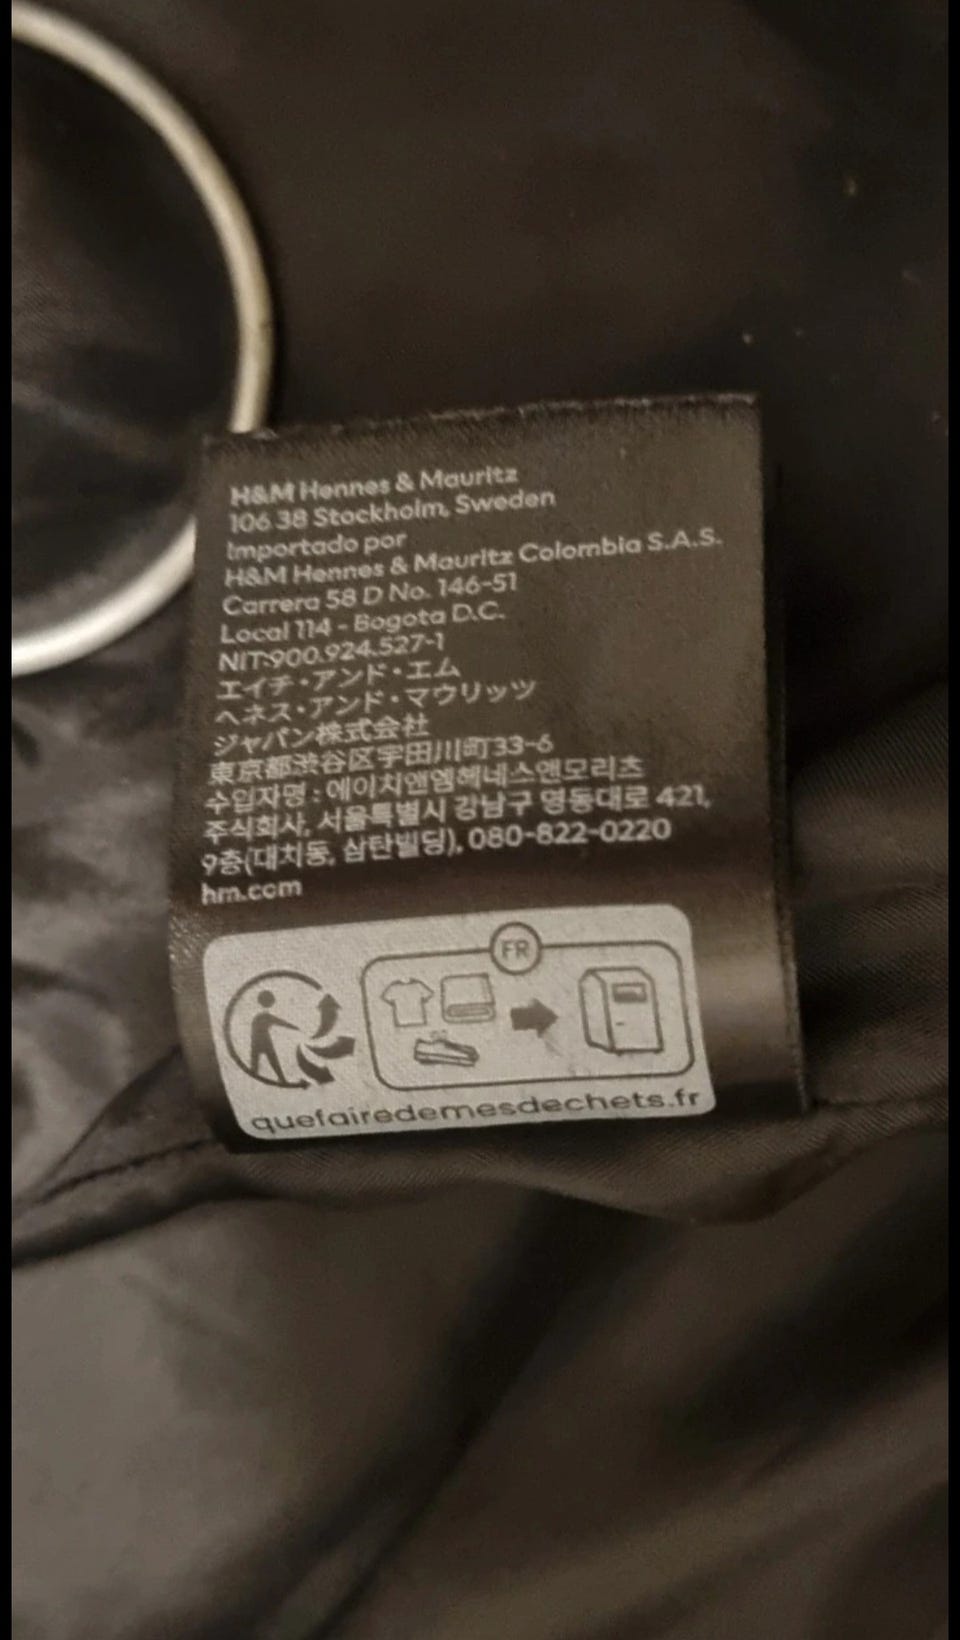 H&M Hennes & Mauritz
106 38 Stockholm, Sweden
Importado por
H&M Hennes & Mauritz Colombia S.A.S.
Carrera 58 D No. 146-51
Local 114 - Bogota D.C.
NIT:900.924.527-1
エイチ・アンド・エム
ヘネス・アンド・マウリッツ
ジャパン株式会社
東京都渋谷区宇田川町33-6
수입자명 : 에이치앤엠헤네스앤모리츠
주식회사, 서울특별시 강남구 영동대로 421,
9층(대치동, 삼탄빌딩), 080-822-0220
hm.com
FR
quefairedemesdechets.fr